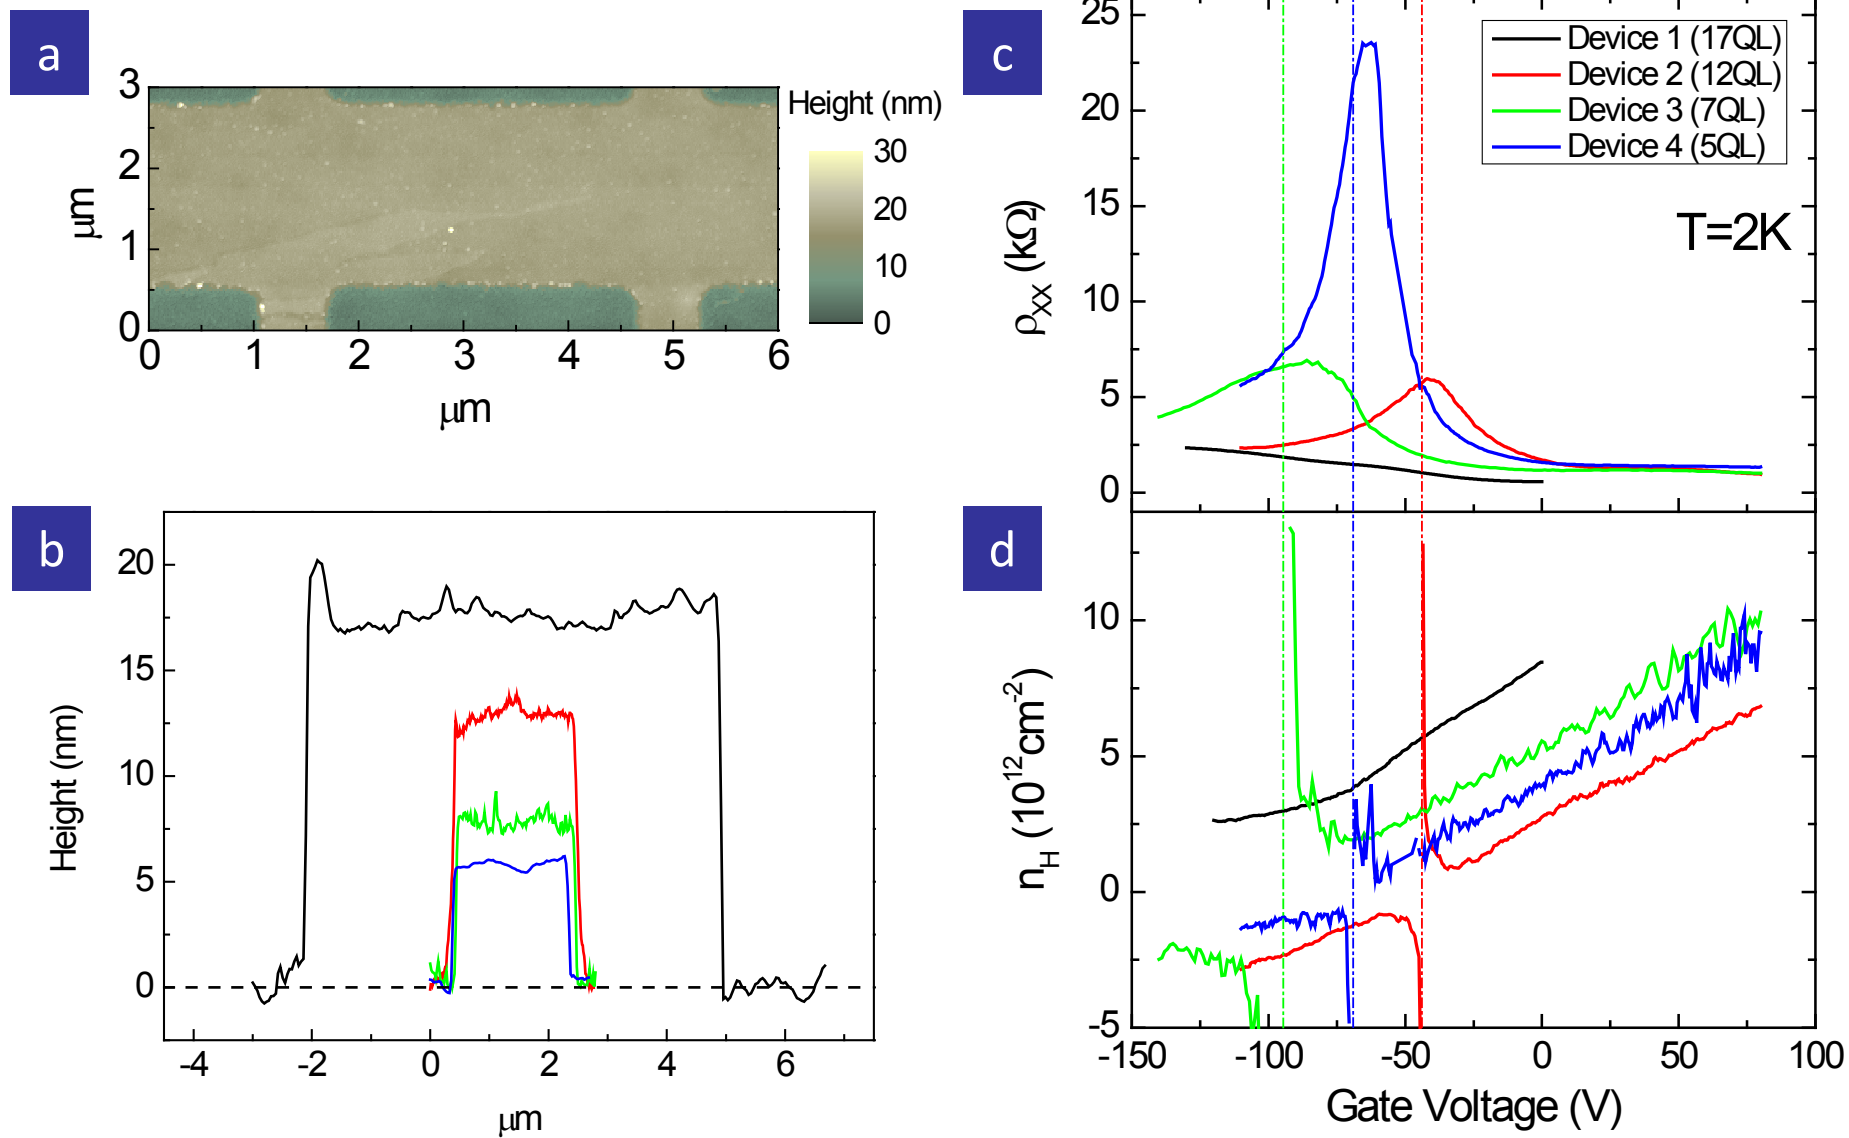 a
3
2
1
0
μm
0 1 2 3 4 5 6
μm
Height (nm)
30
20
10
0
b
20
15
10
5
0
Height (nm)
-4 -2 0 2 4 6
μm
c
25
20
15
10
5
0
ρXX (kΩ)
Device 1 (17QL)
Device 2 (12QL)
Device 3 (7QL)
Device 4 (5QL)
T=2K
d
10
5
0
-5
nH (10^12cm^-2)
-150 -100 -50 0 50 100
Gate Voltage (V)